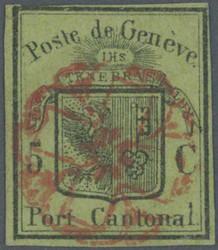 Poste de Genève.
IHS
TENEBRAS
5 C
Port Cantonal.